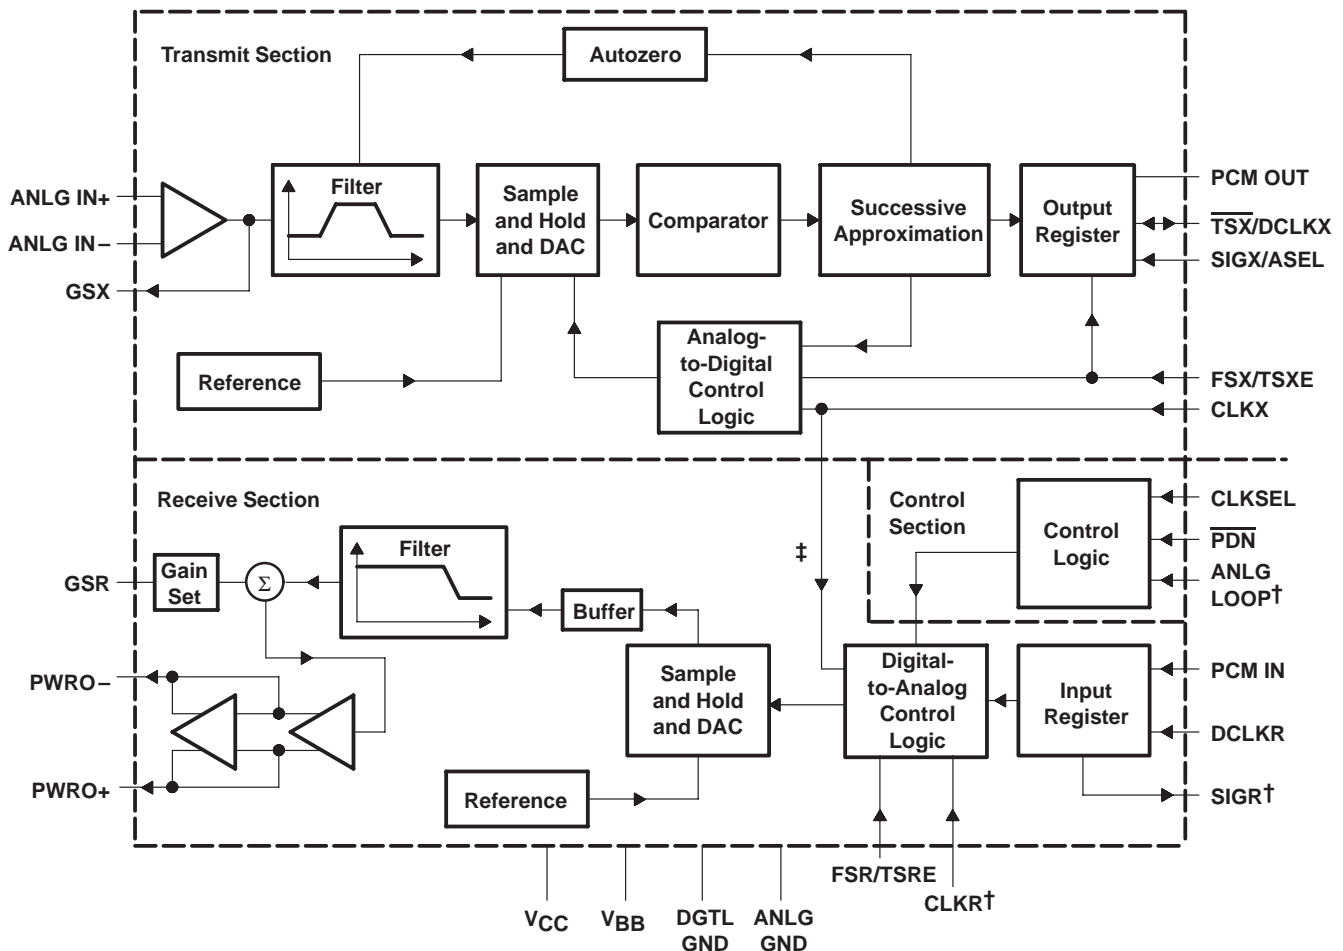 Transmit Section
Autozero
ANLG IN+
ANLG IN−
GSX
Filter
Sample
and Hold
and DAC
Comparator
Successive
Approximation
Output
Register
PCM OUT
TSX/DCLKX
SIGX/ASEL
Reference
Analog-
to-Digital
Control
Logic
FSX/TSXE
CLKX
Receive Section
Control
Section
Control
Logic
CLKSEL
PDN
ANLG
LOOP†
‡
GSR
Gain
Set
Σ
Filter
Buffer
PWRO−
PWRO+
Sample
and Hold
and DAC
Digital-
to-Analog
Control
Logic
Input
Register
PCM IN
DCLKR
SIGR†
Reference
VCC
VBB
DGTL
GND
ANLG
GND
FSR/TSRE
CLKR†